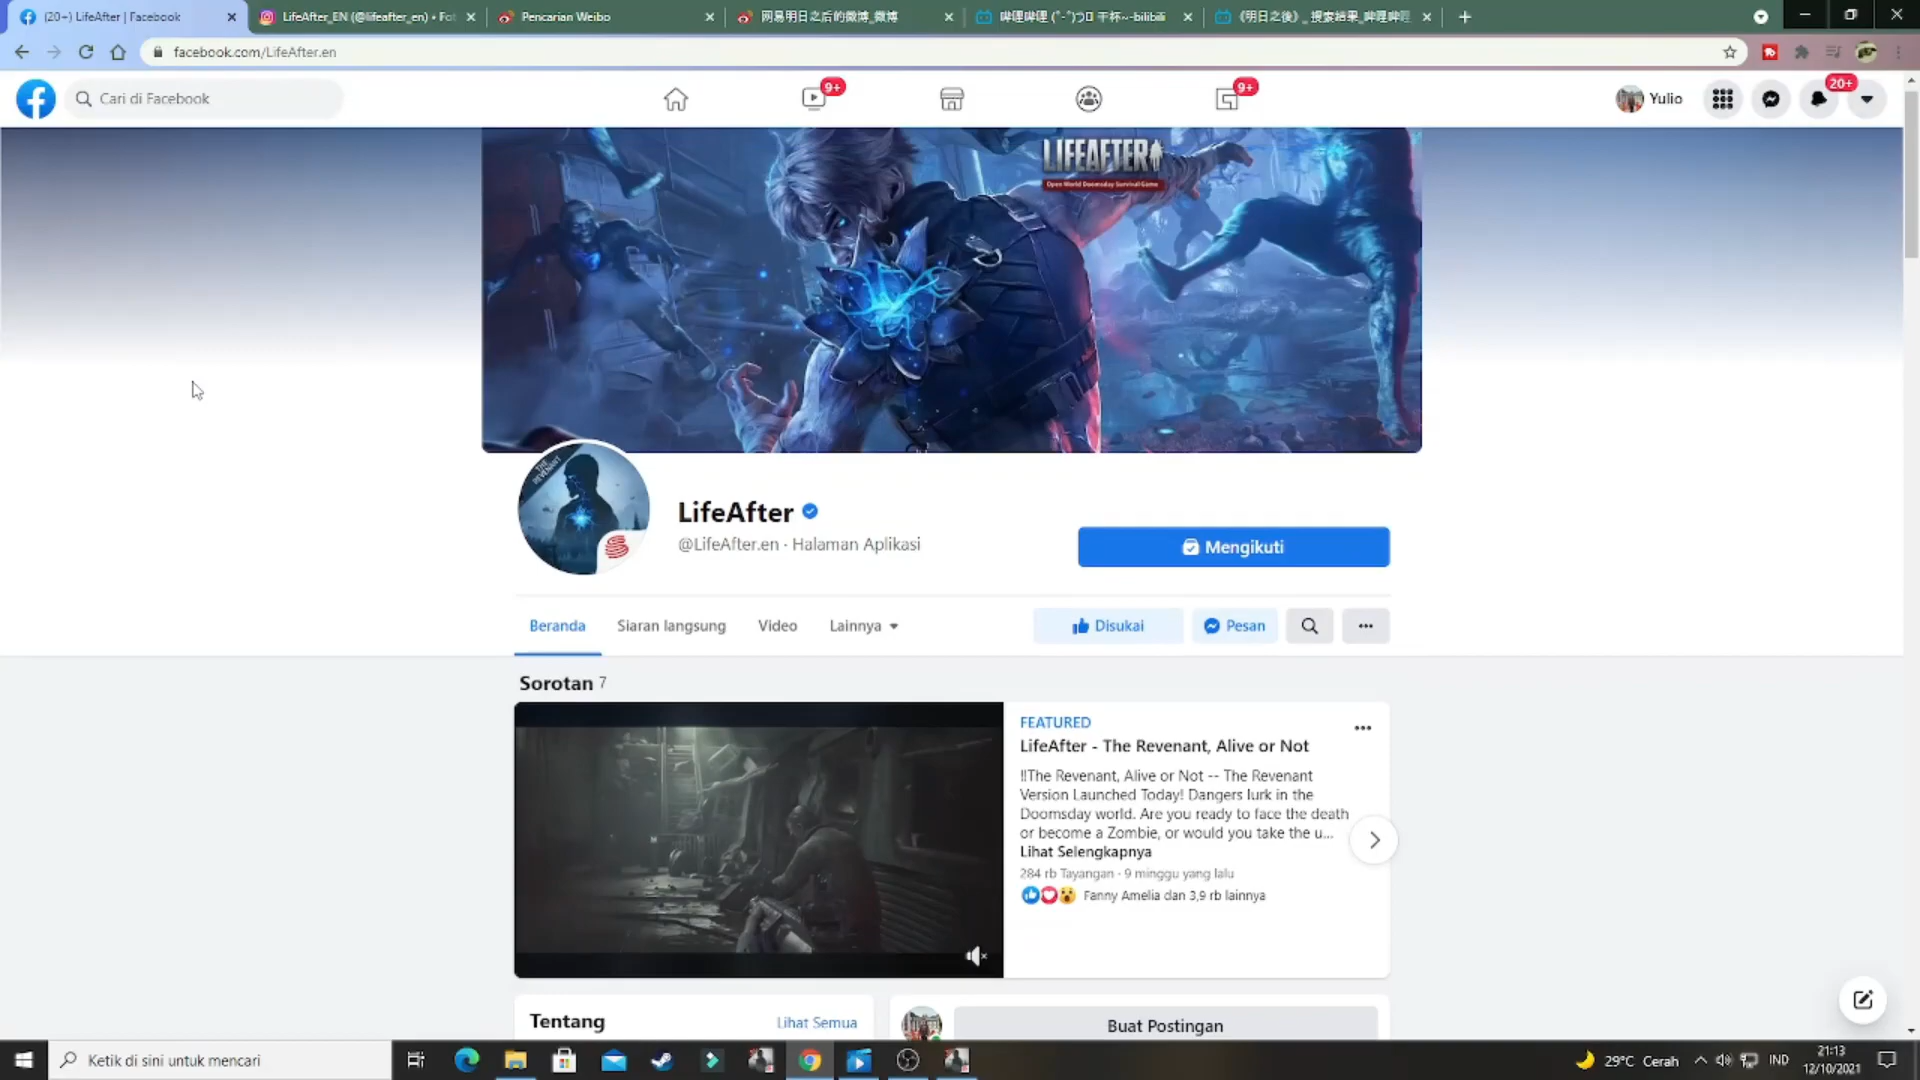 (20+) LifeAfter | Facebook
LifeAfter_EN (@lifeafter_en) • Fot
Pencarian Weibo
网易明日之后的微博_微博
哔哩哔哩 (゜-゜)つロ 干杯~-bilibili
《明日之後》_搜索结果_哔哩哔哩
facebook.com/LifeAfter.en
Cari di Facebook
9+
9+
Yulio
20+
LIFEAFTER
Open World Doomsday Survival Game
THE REVENANT
LifeAfter
@LifeAfter.en · Halaman Aplikasi
Mengikuti
Beranda
Siaran langsung
Video
Lainnya
Disukai
Pesan
Sorotan 7
FEATURED
LifeAfter - The Revenant, Alive or Not
‼The Revenant, Alive or Not -- The Revenant
Version Launched Today! Dangers lurk in the
Doomsday world. Are you ready to face the death
or become a Zombie, or would you take the u...
Lihat Selengkapnya
284 rb Tayangan · 9 minggu yang lalu
Fanny Amelia dan 3,9 rb lainnya
Tentang
Lihat Semua
Buat Postingan
Ketik di sini untuk mencari
29°C Cerah
IND
21:13
12/10/2021